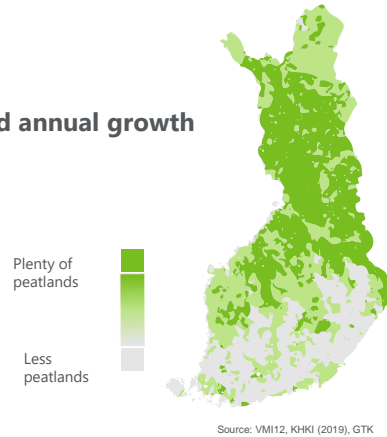 d annual growth
Plenty of
peatlands
Less
peatlands
Source: VMI12, KHKI (2019), GTK